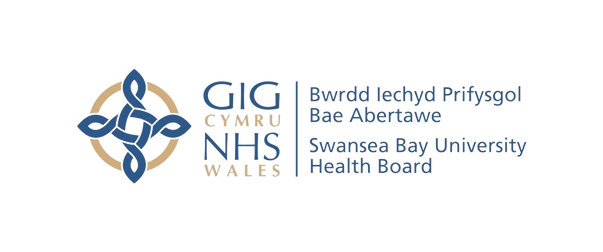 GIG
CYMRU
NHS
WALES
Bwrdd Iechyd Prifysgol
Bae Abertawe
Swansea Bay University
Health Board